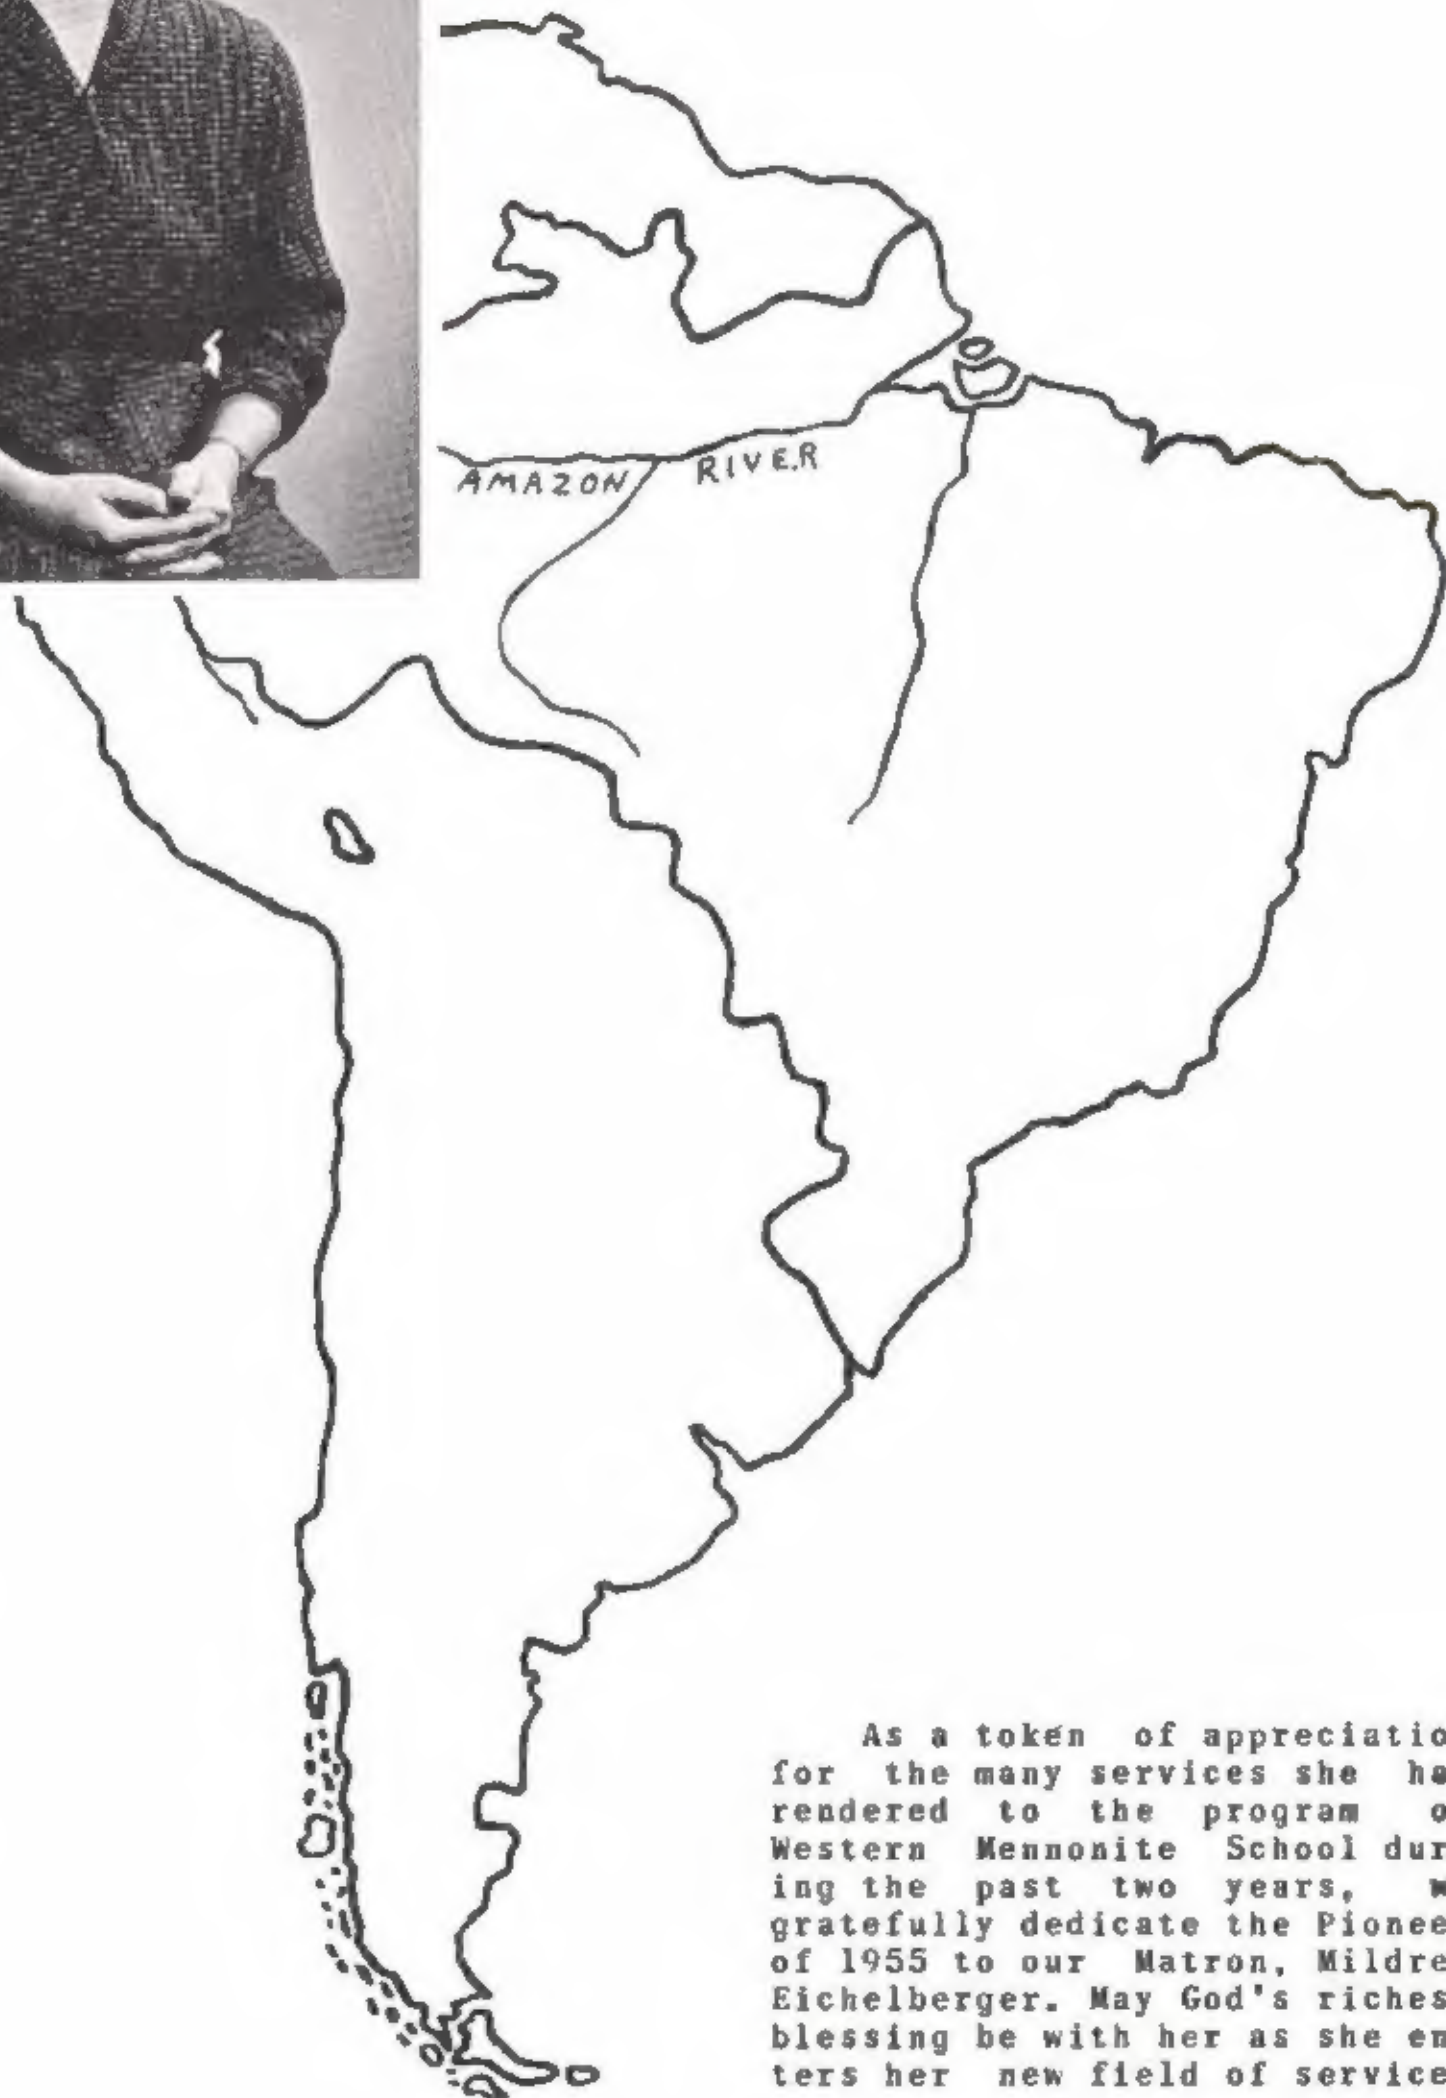 AMAZON RIVER
As a token of appreciatio
for the many services she ha
rendered to the program o
Western Mennonite School dur
ing the past two years, w
gratefully dedicate the Pionee
of 1955 to our Matron, Mildre
Eichelberger. May God's riches
blessing be with her as she en
ters her new field of service